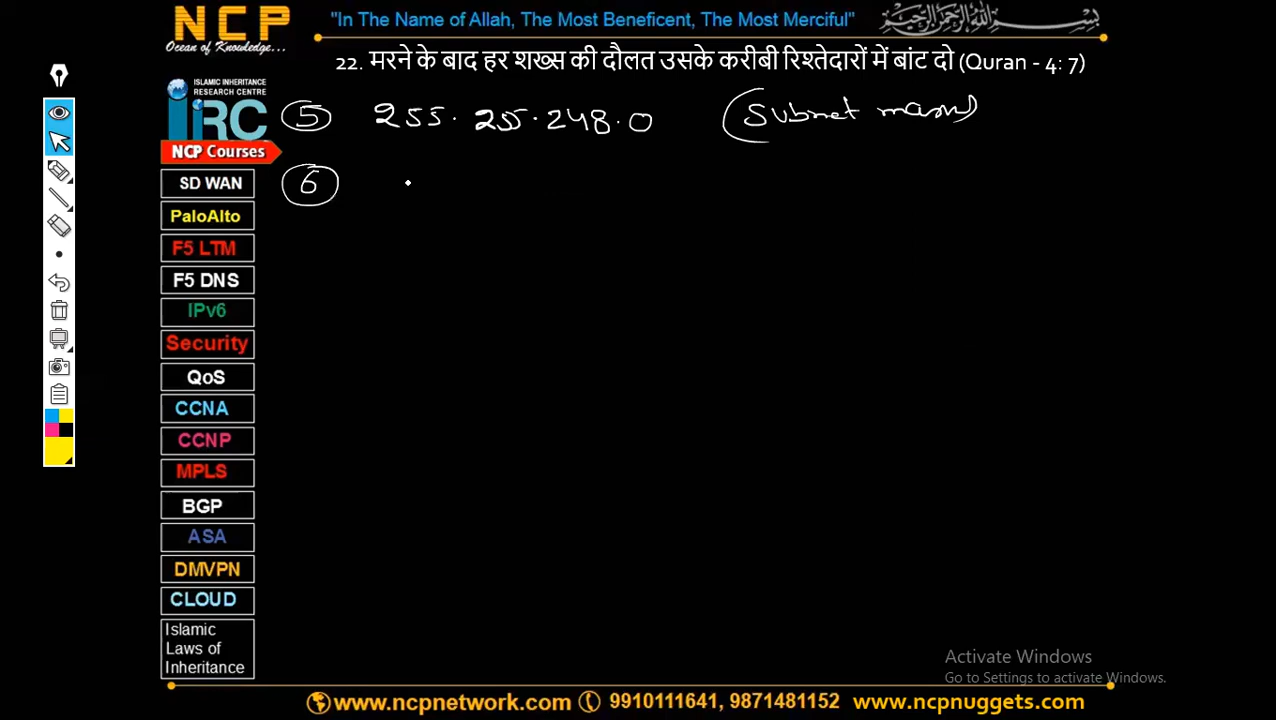 NCP
Ocean of Knowledge...
"In The Name of Allah, The Most Beneficent, The Most Merciful"
بسم الله الرحمن الرحيم
22. मरने के बाद हर शख्स की दौलत उसके करीबी रिश्तेदारों में बांट दो (Quran - 4: 7)
ISLAMIC INHERITANCE
RESEARCH CENTRE
IRC
5 255.255.248.0 (Subnet mask)
NCP Courses
6
SD WAN
PaloAlto
F5 LTM
F5 DNS
IPv6
Security
QoS
CCNA
CCNP
MPLS
BGP
ASA
DMVPN
CLOUD
Islamic
Laws of
Inheritance
Activate Windows
Go to Settings to activate Windows.
www.ncpnetwork.com 9910111641, 9871481152 www.ncpnuggets.com